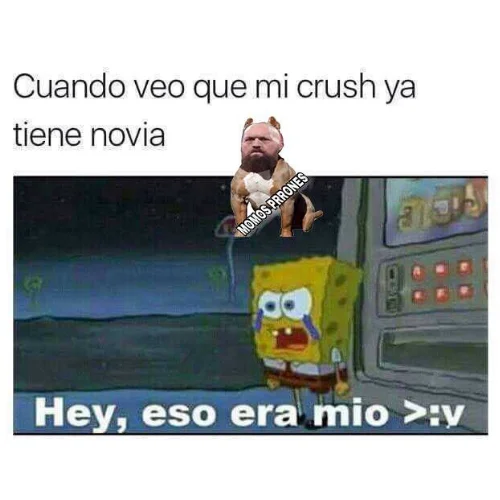 Cuando veo que mi crush ya
tiene novia
MOMOS PRRONES
Hey, eso era mio >:v